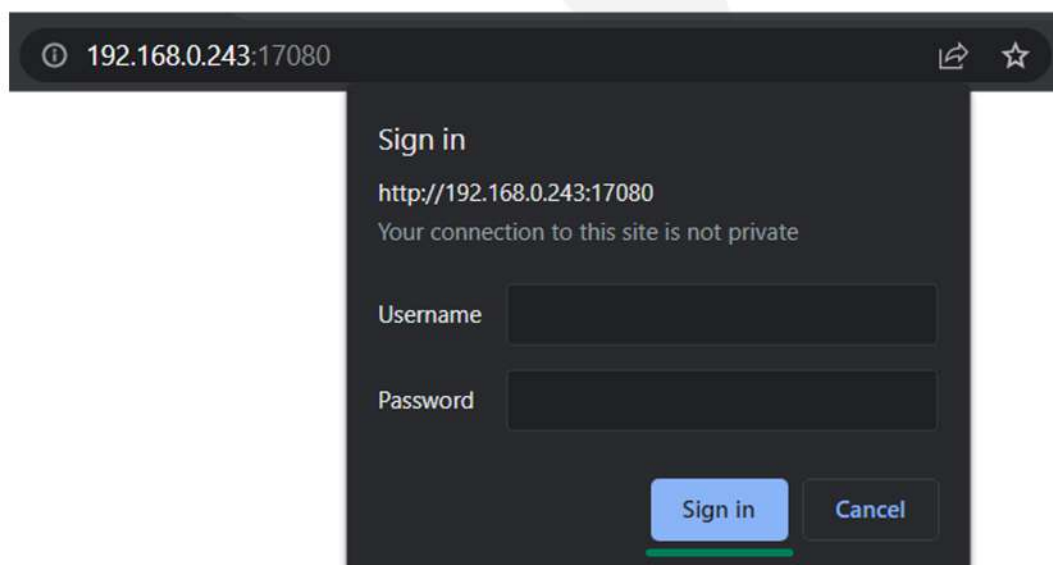 192.168.0.243:17080
Sign in
http://192.168.0.243:17080
Your connection to this site is not private
Username
Password
Sign in Cancel